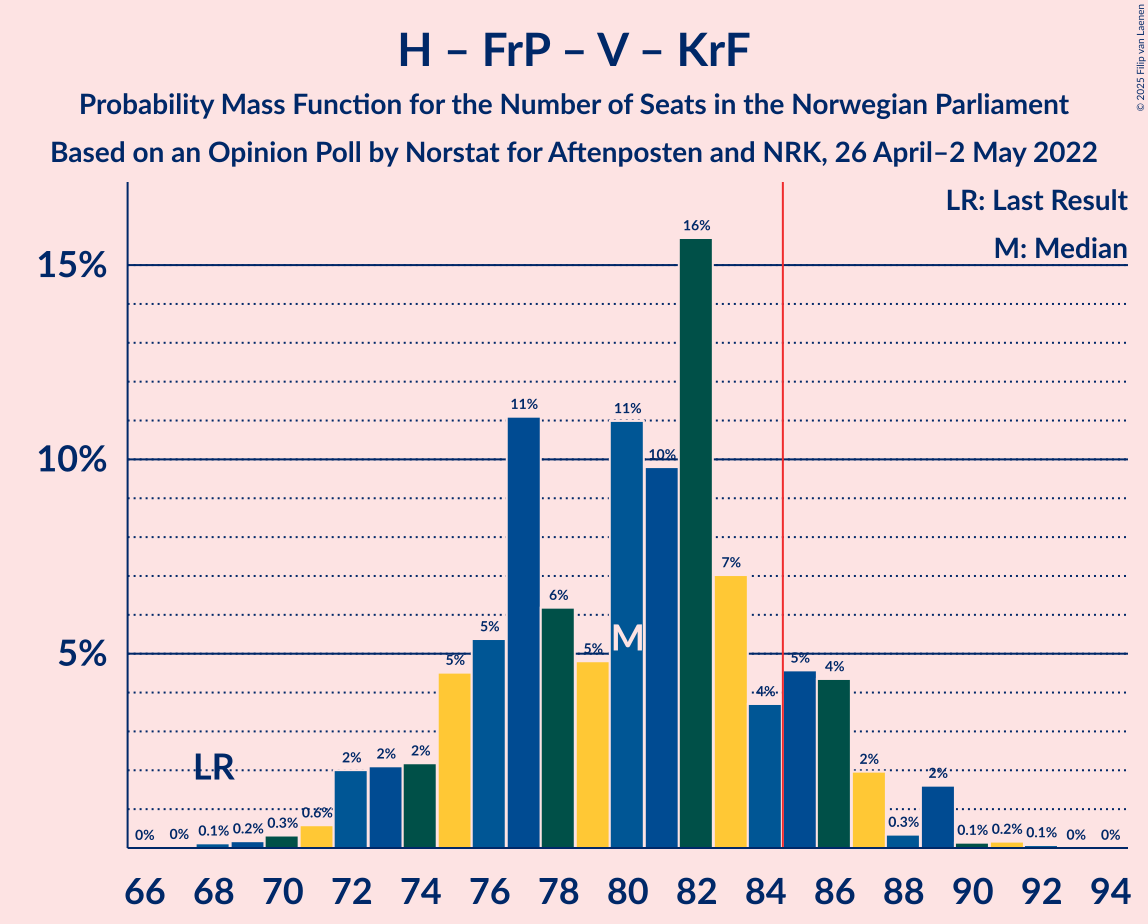 H – FrP – V – KrF
Probability Mass Function for the Number of Seats in the Norwegian Parliament
Based on an Opinion Poll by Norstat for Aftenposten and NRK, 26 April–2 May 2022
© 2025 Filip van Laenen
LR: Last Result
M: Median
15%
10%
5%
0% 0% 0.1% 0.2% 0.3% 0.6% 2% 2% 2% 5% 5% 11% 6% 5% 11% 10% 16% 7% 4% 5% 4% 2% 0.3% 2% 0.1% 0.2% 0.1% 0% 0%
LR
M
66 68 70 72 74 76 78 80 82 84 86 88 90 92 94